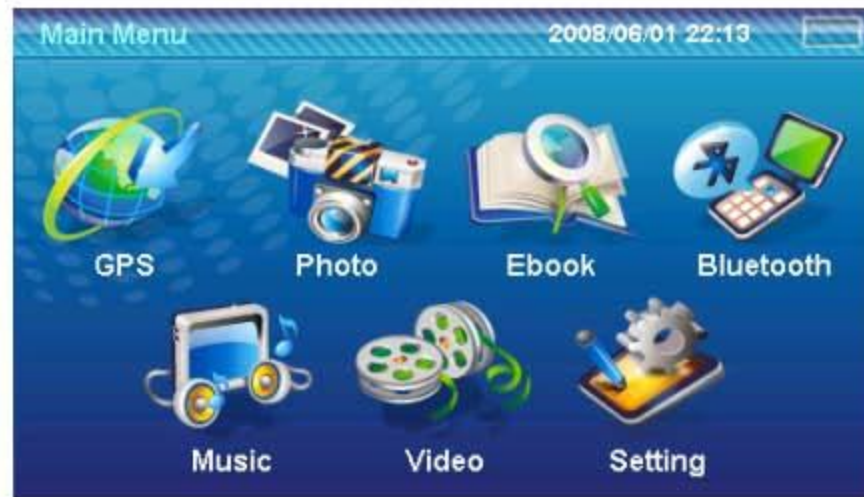 Main Menu 2008/06/01 22:13
GPS Photo Ebook Bluetooth
Music Video Setting